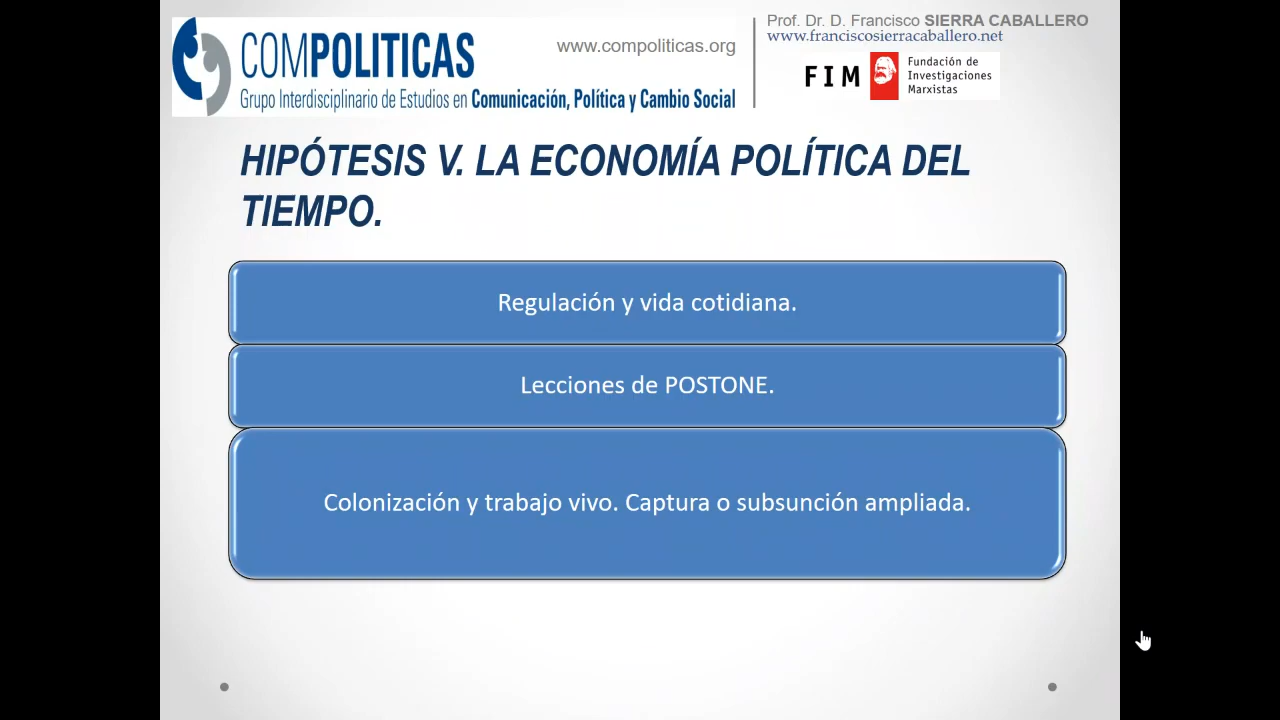 COMPOLITICAS
Grupo Interdisciplinario de Estudios en Comunicación, Política y Cambio Social
www.compoliticas.org
Prof. Dr. D. Francisco SIERRA CABALLERO
www.franciscosierracaballero.net
FIM
Fundación de
Investigaciones
Marxistas
HIPÓTESIS V. LA ECONOMÍA POLÍTICA DEL
TIEMPO.
Regulación y vida cotidiana.
Lecciones de POSTONE.
Colonización y trabajo vivo. Captura o subsunción ampliada.